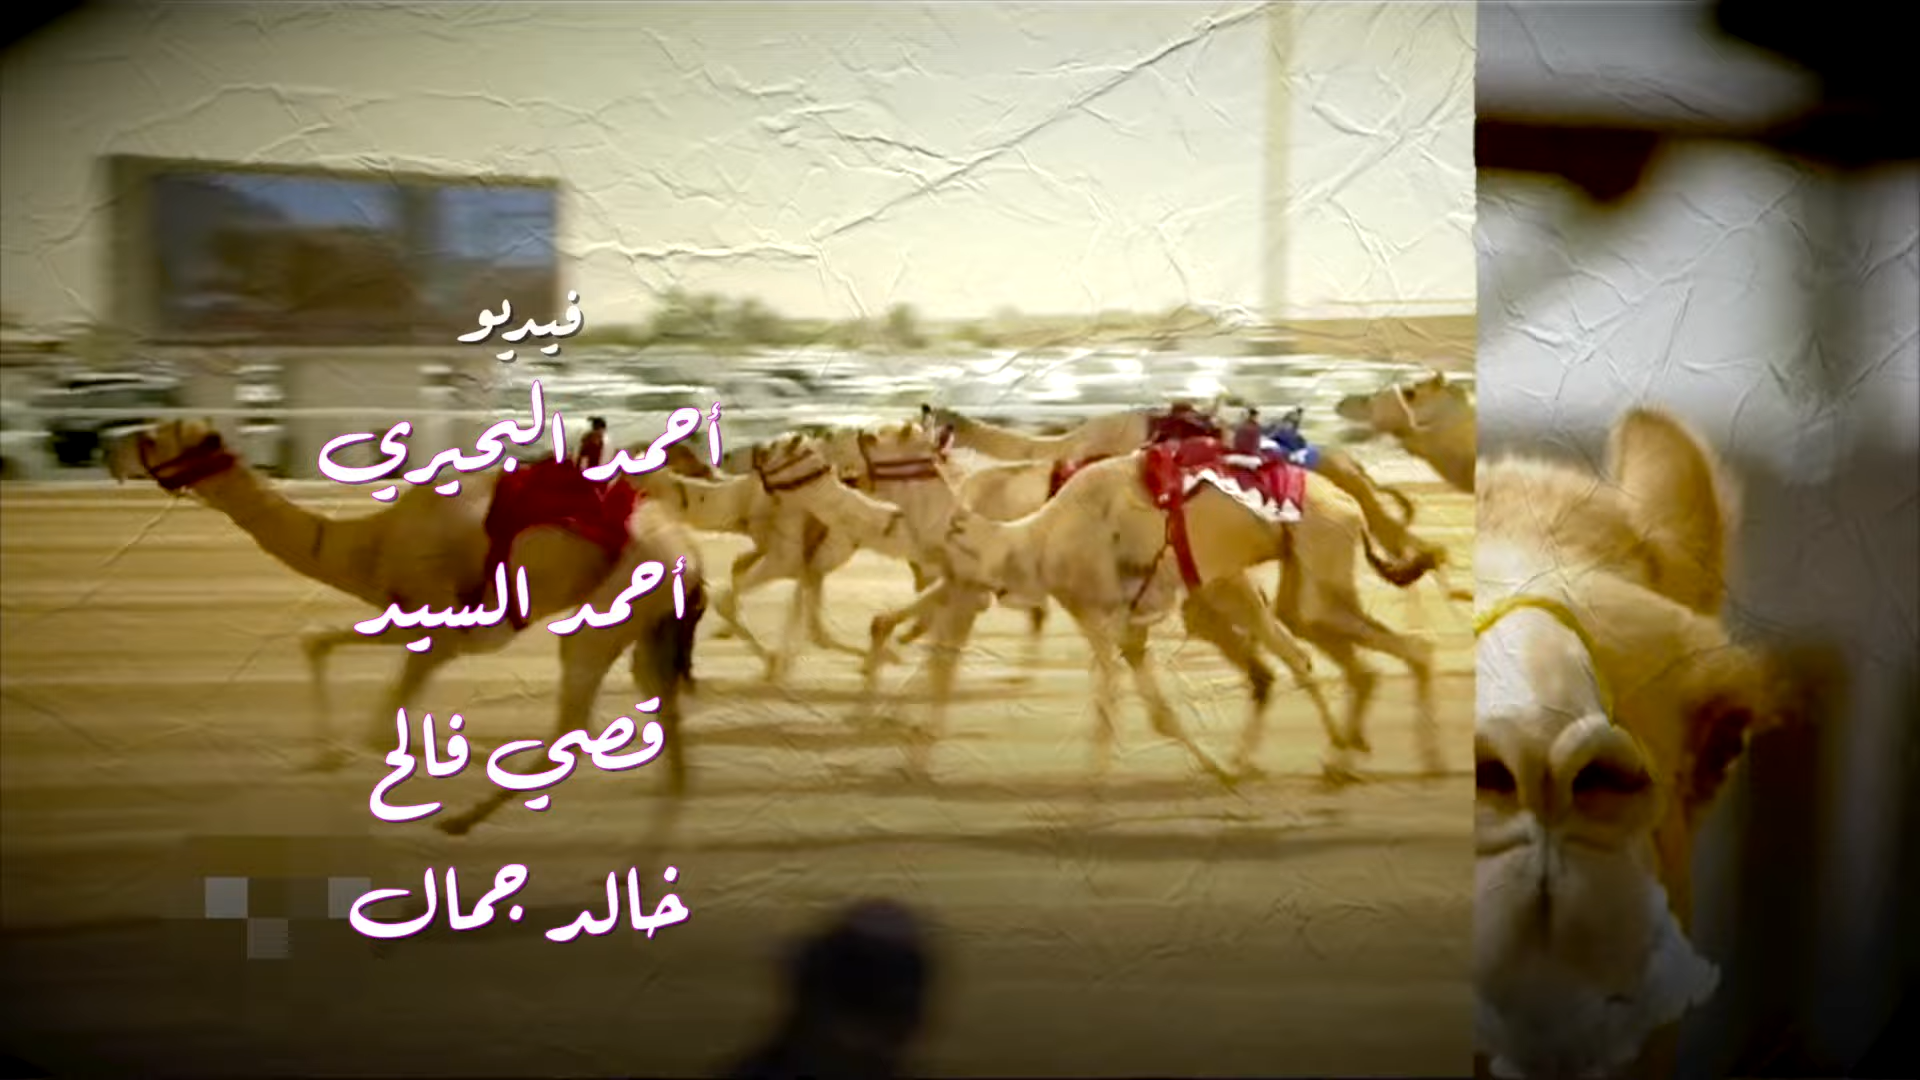 فيديو
أحمد البحيري
أحمد السيد
قصي فالح
خالد جمال